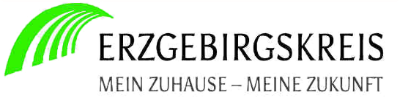 ERZGEBIRGSKREIS
MEIN ZUHAUSE – MEINE ZUKUNFT